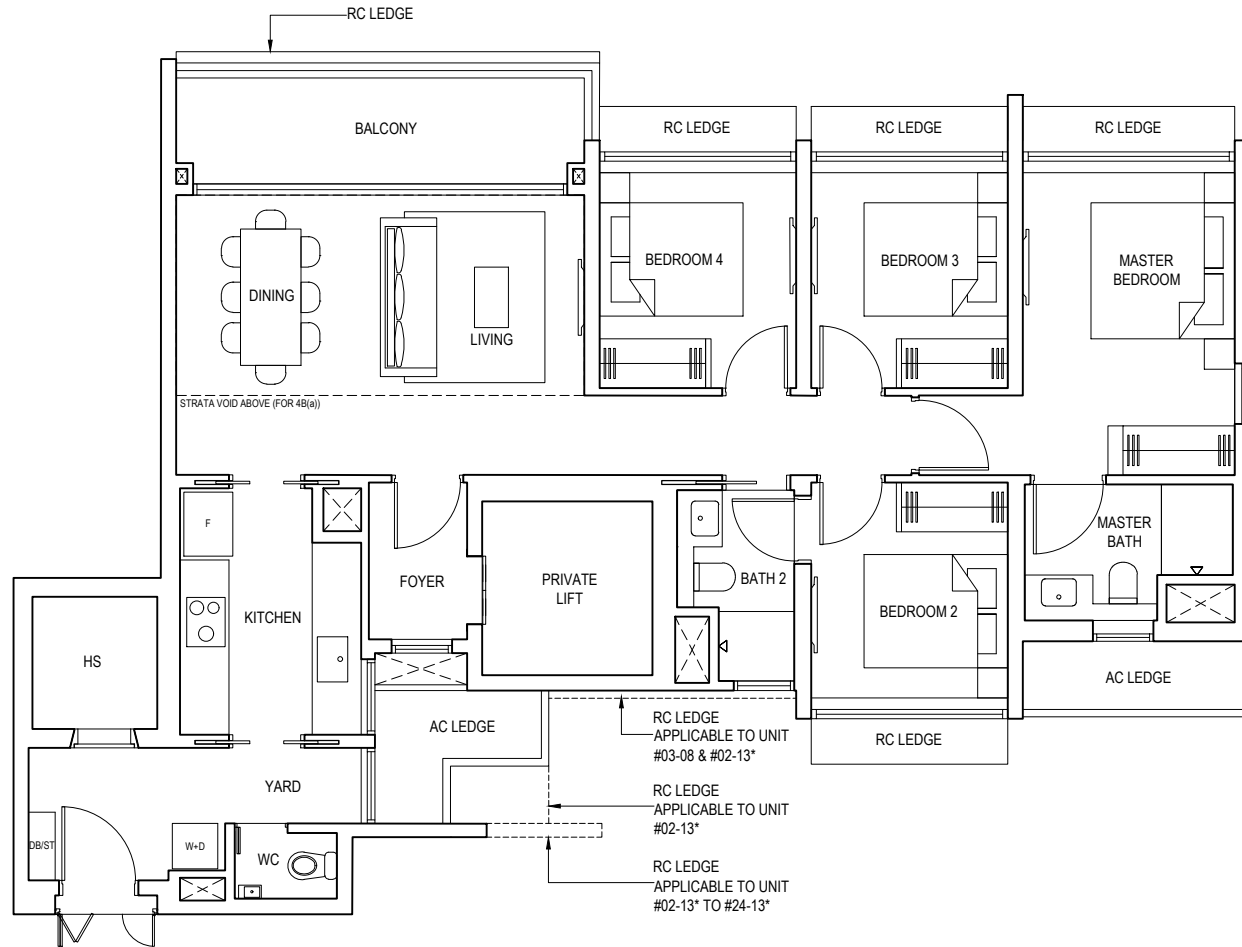 RC LEDGE
BALCONY
RC LEDGE
RC LEDGE
RC LEDGE
BEDROOM 4
BEDROOM 3
MASTER
BEDROOM
DINING
LIVING
STRATA VOID ABOVE (FOR 4B(a))
F
FOYER
PRIVATE
LIFT
BATH 2
MASTER
BATH
BEDROOM 2
KITCHEN
HS
AC LEDGE
AC LEDGE
RC LEDGE
APPLICABLE TO UNIT
#03-08 & #02-13*
RC LEDGE
YARD
RC LEDGE
APPLICABLE TO UNIT
#02-13*
DB/ST
W+D
WC
RC LEDGE
APPLICABLE TO UNIT
#02-13* TO #24-13*